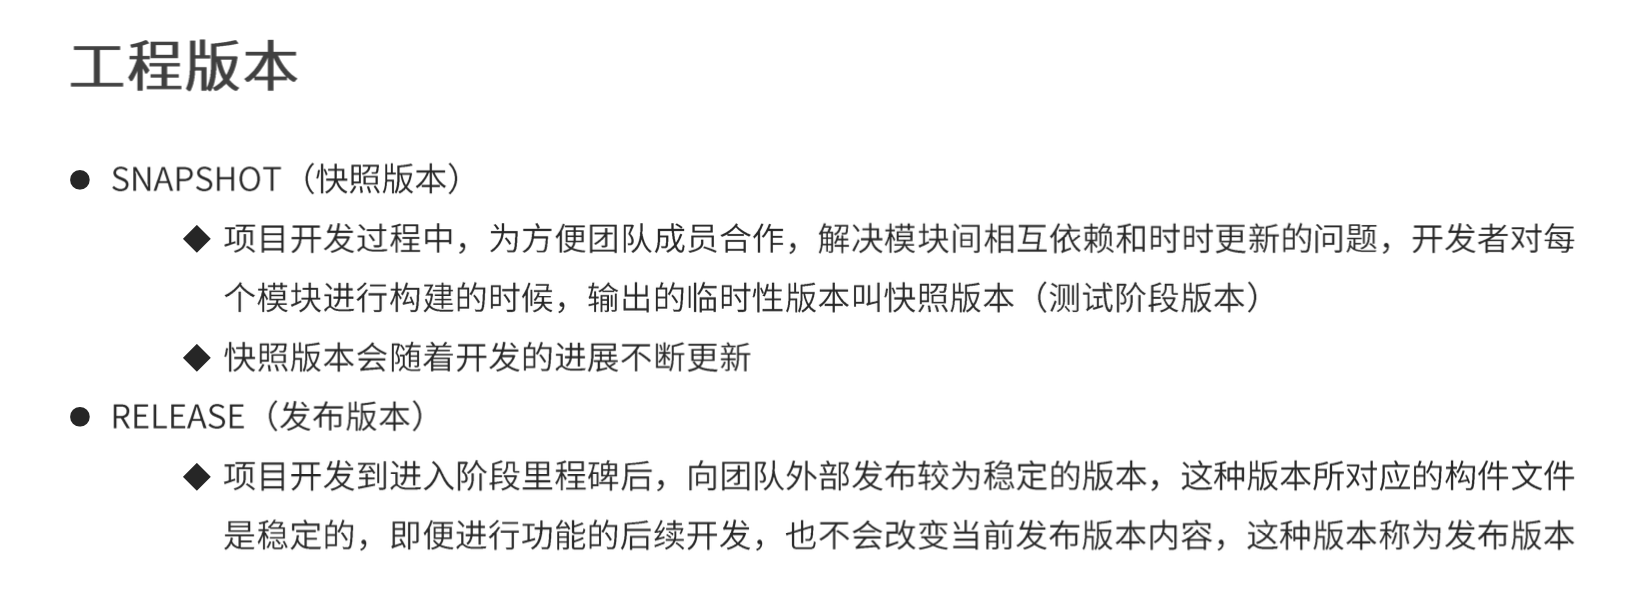 工程版本
● SNAPSHOT（快照版本）
◆ 项目开发过程中，为方便团队成员合作，解决模块间相互依赖和时时更新的问题，开发者对每
个模块进行构建的时候，输出的临时性版本叫快照版本（测试阶段版本）
◆ 快照版本会随着开发的进展不断更新
● RELEASE（发布版本）
◆ 项目开发到进入阶段里程碑后，向团队外部发布较为稳定的版本，这种版本所对应的构件文件
是稳定的，即便进行功能的后续开发，也不会改变当前发布版本内容，这种版本称为发布版本